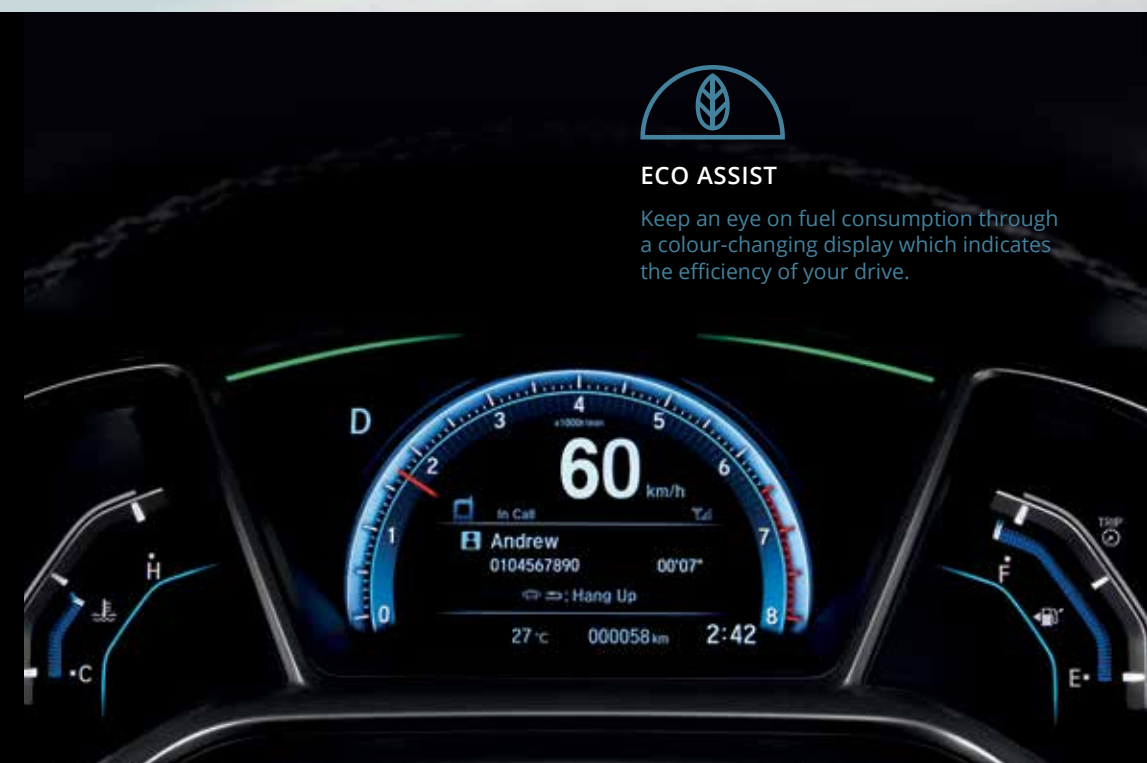 ECO ASSIST
Keep an eye on fuel consumption through
a colour-changing display which indicates
the efficiency of your drive.
D
0
1
2
3
4
5
6
7
8
x1000r/min
60 km/h
In Call
Andrew
0104567890 00'07"
: Hang Up
27 °C 000058 km 2:42
H
C
TRIP
F
E